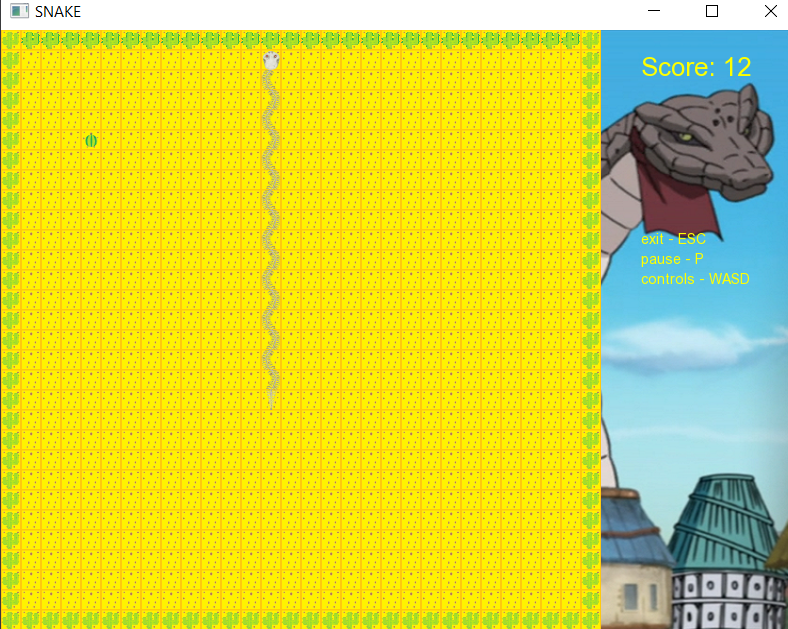 SNAKE
Score: 12
exit - ESC
pause - P
controls - WASD